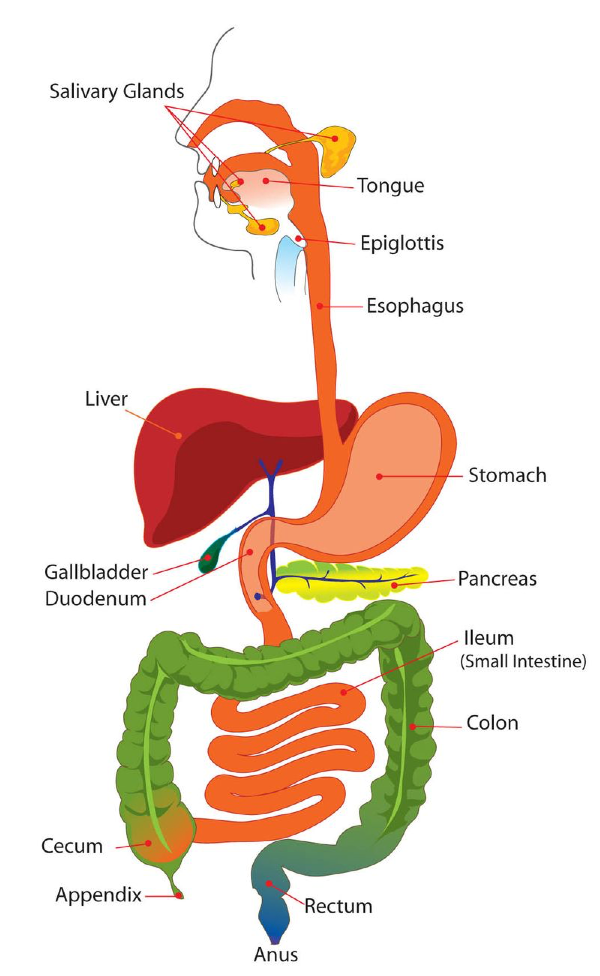 Salivary Glands
Tongue
Epiglottis
Esophagus
Liver
Stomach
Gallbladder
Duodenum
Pancreas
Ileum
(Small Intestine)
Colon
Cecum
Appendix
Rectum
Anus